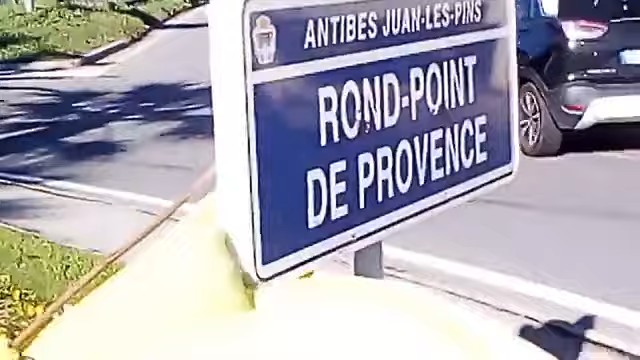 ANTIBES JUAN-LES-PINS
ROND-POINT
DE PROVENCE